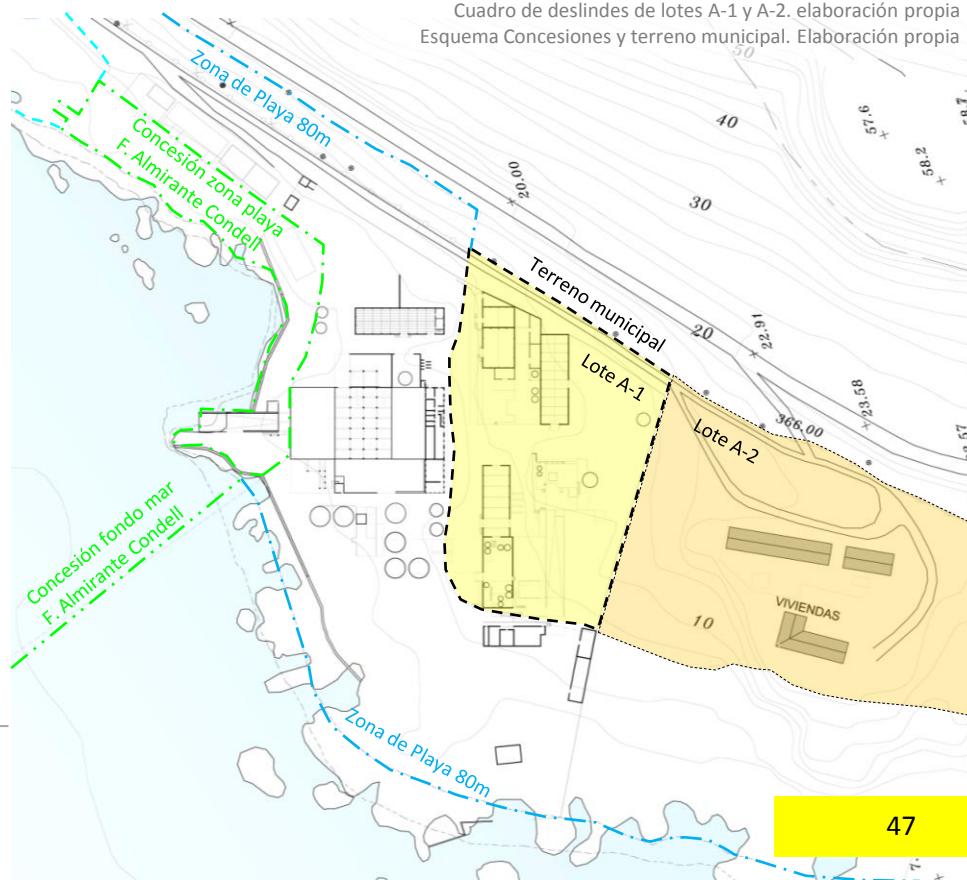 Cuadro de deslindes de lotes A-1 y A-2. elaboración propia
Esquema Concesiones y terreno municipal. Elaboración propia
Zona de Playa 80m
50
40
57.6
58.2
Concesión zona playa
F. Almirante Condell
20.00
30
Terreno municipal
20
22.91
Lote A-1
Lote A-2
366.00
23.58
Concesión fondo mar
F. Almirante Condell
10
VIVIENDAS
Zona de Playa 80m
47